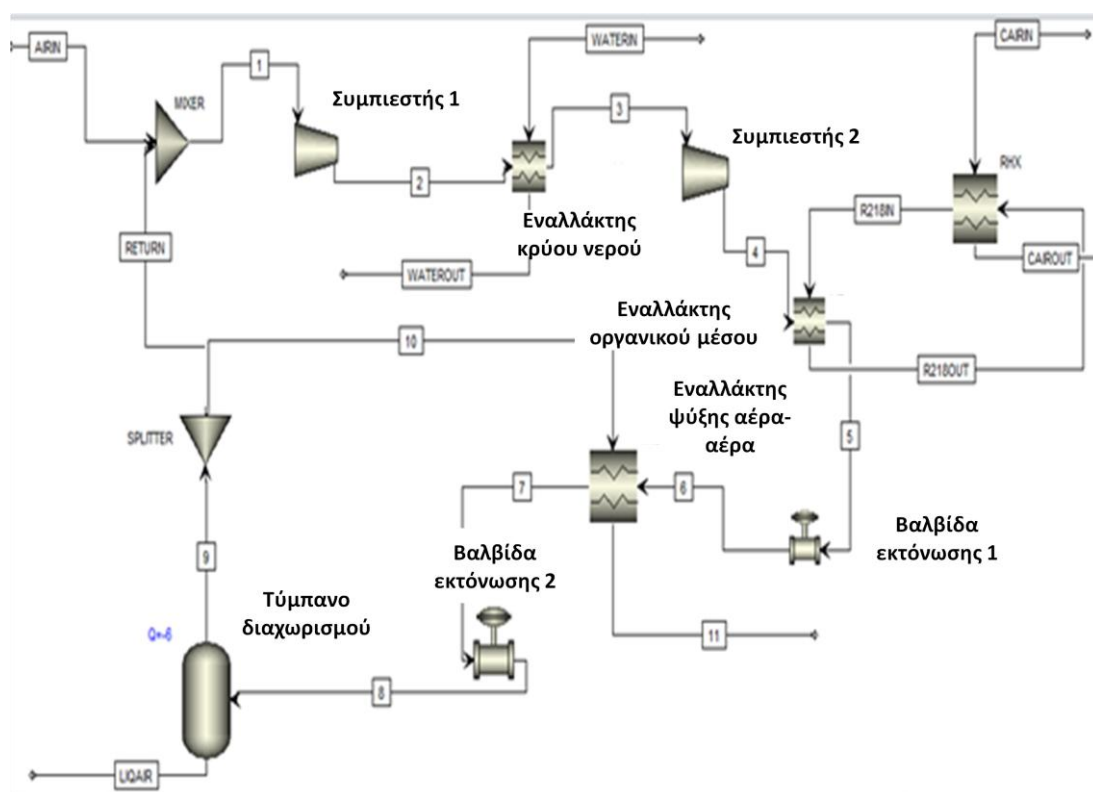 AIRIN
1
WATERIN
CAIRIN
MIXER
Συμπιεστής 1
3
Συμπιεστής 2
RHX
2
R218IN
RETURN
Εναλλάκτης
κρύου νερού
4
CAIROUT
WATEROUT
Εναλλάκτης
οργανικού μέσου
10
R218OUT
Εναλλάκτης
ψύξης αέρα-
αέρα
SPLITTER
5
7
6
Βαλβίδα
εκτόνωσης 1
9
Βαλβίδα
εκτόνωσης 2
Τύμπανο
διαχωρισμού
11
8
LIQAIR